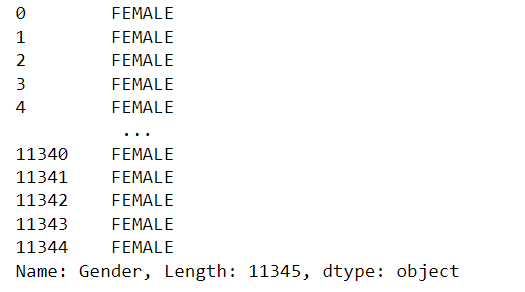 0        FEMALE
1        FEMALE
2        FEMALE
3        FEMALE
4        FEMALE
          ...
11340    FEMALE
11341    FEMALE
11342    FEMALE
11343    FEMALE
11344    FEMALE
Name: Gender, Length: 11345, dtype: object